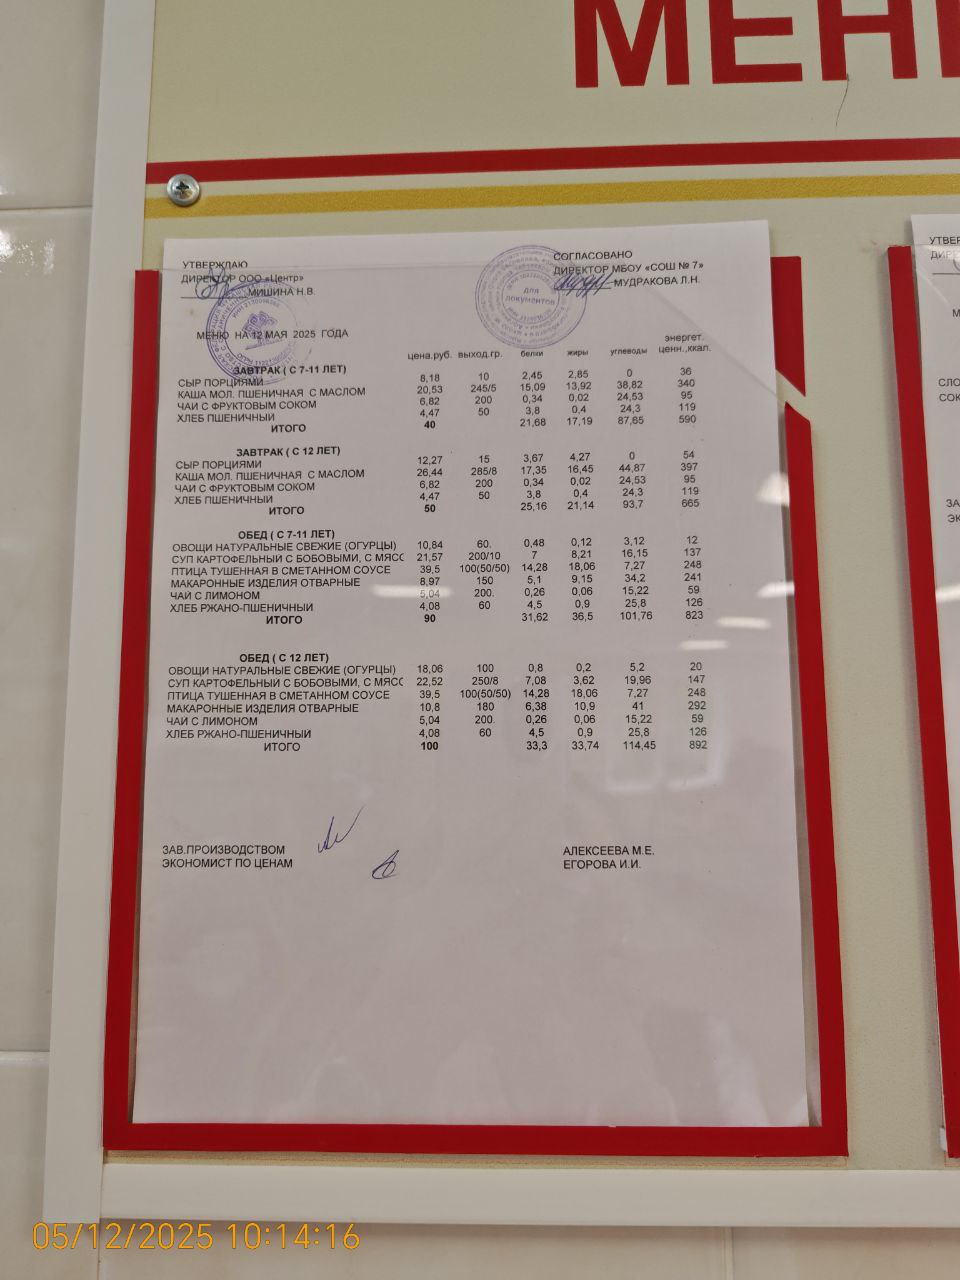 МЕН
УТВЕРЖДАЮ
ДИРЕКТОР ООО «Центр»
МИШИНА Н.В.
СОГЛАСОВАНО
ДИРЕКТОР МБОУ «СОШ № 7»
МУДРАКОВА Л.Н.
для
документов
МЕНЮ НА 12 МАЯ 2025 ГОДА
цена.руб. выход.гр. белки жиры углеводы энергет. ценн.,ккал.
ЗАВТРАК ( С 7-11 ЛЕТ)
СЫР ПОРЦИЯМИ 8,18 10 2,45 2,85 0 36
КАША МОЛ. ПШЕНИЧНАЯ С МАСЛОМ 20,53 245/5 15,09 13,92 38,82 340
ЧАЙ С ФРУКТОВЫМ СОКОМ 6,82 200 0,34 0,02 24,53 95
ХЛЕБ ПШЕНИЧНЫЙ 4,47 50 3,8 0,4 24,3 119
ИТОГО 40 21,68 17,19 87,65 590
ЗАВТРАК ( С 12 ЛЕТ)
СЫР ПОРЦИЯМИ 12,27 15 3,67 4,27 0 54
КАША МОЛ. ПШЕНИЧНАЯ С МАСЛОМ 26,44 285/8 17,35 16,45 44,87 397
ЧАЙ С ФРУКТОВЫМ СОКОМ 6,82 200 0,34 0,02 24,53 95
ХЛЕБ ПШЕНИЧНЫЙ 4,47 50 3,8 0,4 24,3 119
ИТОГО 50 25,16 21,14 93,7 665
ОБЕД ( С 7-11 ЛЕТ)
ОВОЩИ НАТУРАЛЬНЫЕ СВЕЖИЕ (ОГУРЦЫ) 10,84 60. 0,48 0,12 3,12 12
СУП КАРТОФЕЛЬНЫЙ С БОБОВЫМИ, С МЯСС 21,57 200/10 7 8,21 16,15 137
ПТИЦА ТУШЕННАЯ В СМЕТАННОМ СОУСЕ 39,5 100(50/50) 14,28 18,06 7,27 248
МАКАРОННЫЕ ИЗДЕЛИЯ ОТВАРНЫЕ 8,97 150 5,1 9,15 34,2 241
ЧАЙ С ЛИМОНОМ 5,04 200. 0,26 0,06 15,22 59
ХЛЕБ РЖАНО-ПШЕНИЧНЫЙ 4,08 60 4,5 0,9 25,8 126
ИТОГО 90 31,62 36,5 101,76 823
ОБЕД ( С 12 ЛЕТ)
ОВОЩИ НАТУРАЛЬНЫЕ СВЕЖИЕ (ОГУРЦЫ) 18,06 100 0,8 0,2 5,2 20
СУП КАРТОФЕЛЬНЫЙ С БОБОВЫМИ, С МЯСС 22,52 250/8 7,08 3,62 19,96 147
ПТИЦА ТУШЕННАЯ В СМЕТАННОМ СОУСЕ 39,5 100(50/50) 14,28 18,06 7,27 248
МАКАРОННЫЕ ИЗДЕЛИЯ ОТВАРНЫЕ 10,8 180 6,38 10,9 41 292
ЧАЙ С ЛИМОНОМ 5,04 200. 0,26 0,06 15,22 59
ХЛЕБ РЖАНО-ПШЕНИЧНЫЙ 4,08 60 4,5 0,9 25,8 126
ИТОГО 100 33,3 33,74 114,45 892
ЗАВ.ПРОИЗВОДСТВОМ АЛЕКСЕЕВА М.Е.
ЭКОНОМИСТ ПО ЦЕНАМ ЕГОРОВА И.И.
УТВЕР
ДИРЕ
М
СЛО
СОК
ЗА
ЭК
05/12/2025 10:14:16